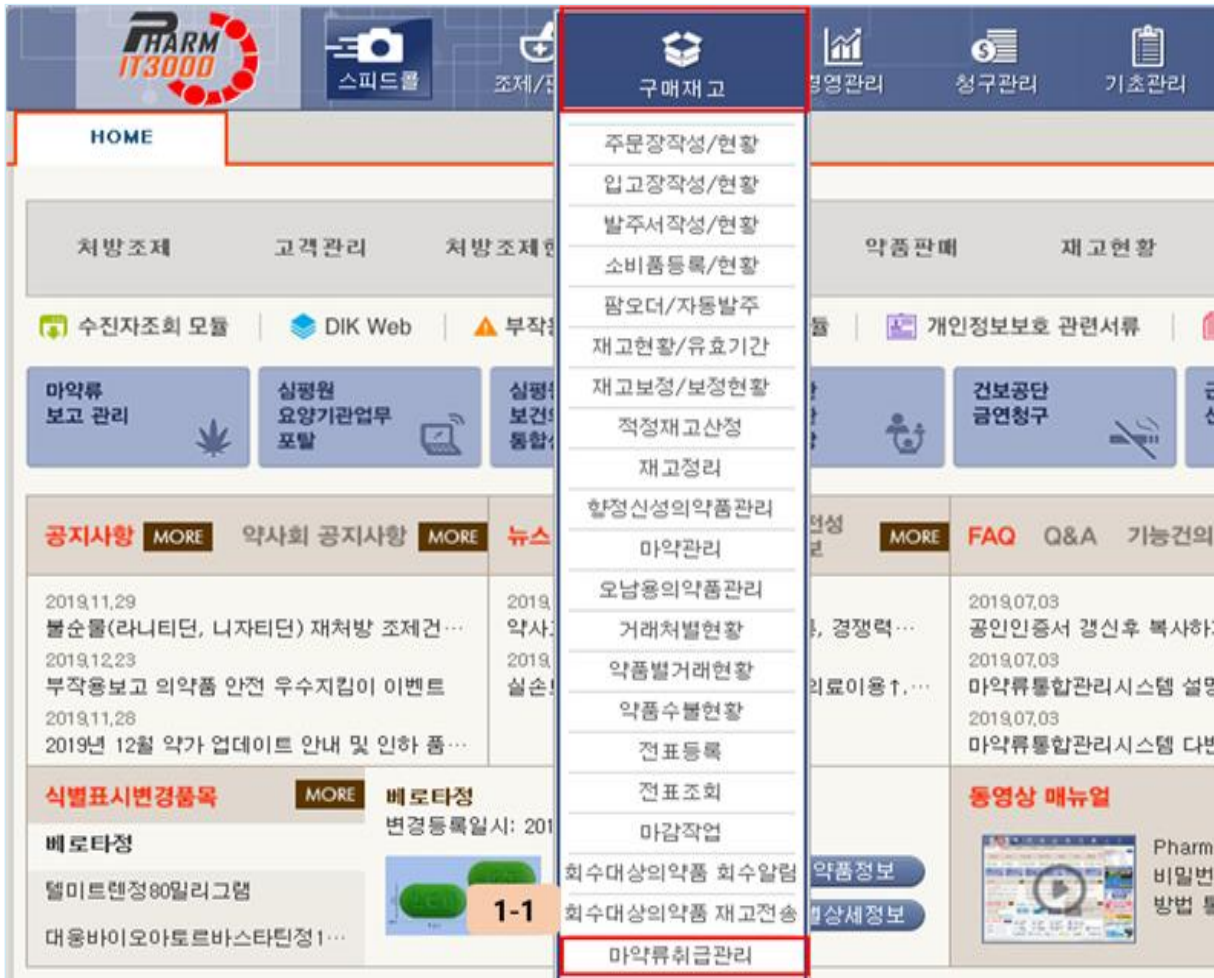 PHARM
IT3000
스피드콜
구매재고
경영관리
청구관리
기초관리
HOME
주문장작성/현황
입고장작성/현황
발주서작성/현황
소비품등록/현황
팜오더/자동발주
재고현황/유효기간
재고보정/보정현황
적정재고산정
재고정리
향정신성의약품관리
마약관리
오남용의약품관리
거래처별현황
약품별거래현황
약품수불현황
전표등록
전표조회
마감작업
회수대상의약품 회수알림
회수대상의약품 재고전송
마약류취급관리
처방조제
고객관리
처방조제
약품판매
재고현황
수진자조회 모듈
DIK Web
개인정보보호 관련서류
마약류
보고 관리
심평원
요양기관업무
포탈
건보공단
금연청구
공지사항 MORE
약사회 공지사항 MORE
뉴스
MORE
FAQ Q&A 기능건의
2019,11,29
불순물(라니티딘, 니자티딘) 재처방 조제건…
2019,12,23
부작용보고 의약품 안전 우수지킴이 이벤트
2019,11,28
2019년 12월 약가 업데이트 안내 및 인하 품…
2019
2019
경쟁력…
의료이용↑.…
2019,07,03
공인인증서 갱신후 복사하
2019,07,03
마약류통합관리시스템 설명
2019,07,03
마약류통합관리시스템 다빈
식별표시변경품목 MORE
베로타정
텔미트렌정80밀리그램
대웅바이오아토르바스타틴정1…
베로타정
변경등록일시: 201
1-1
약품정보
상세정보
동영상 매뉴얼
Pharm
비밀번
방법